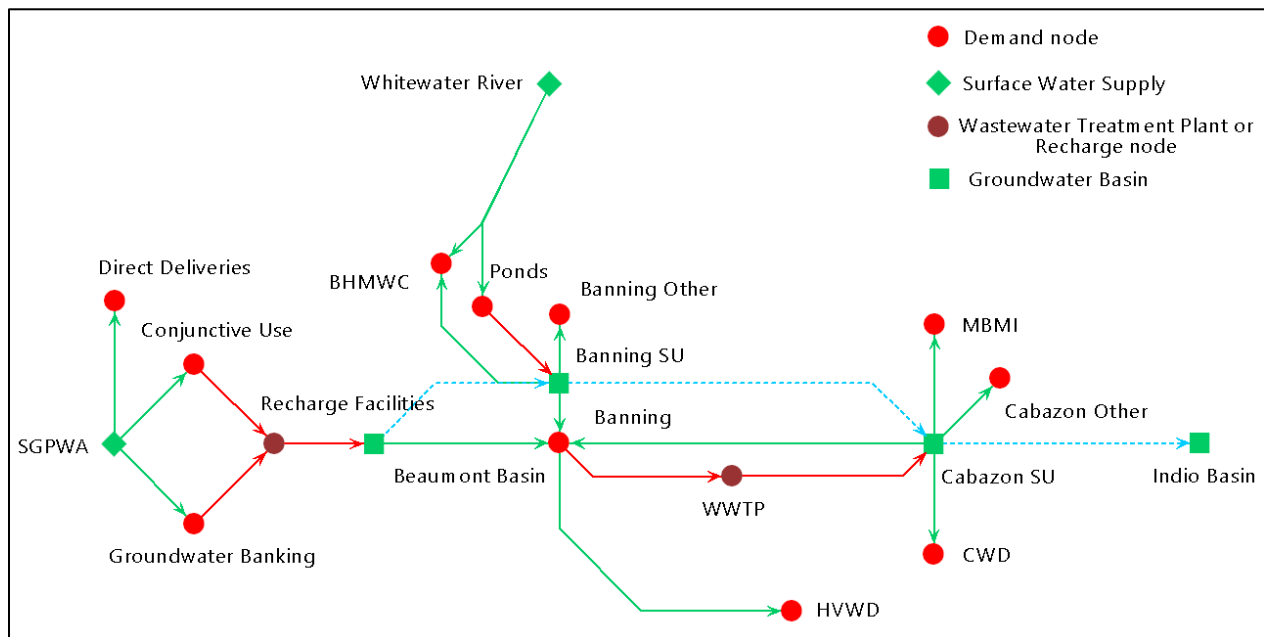 Demand node
Whitewater River
Surface Water Supply
Wastewater Treatment Plant or
Recharge node
Groundwater Basin
Direct Deliveries
BHMWC
Ponds
Banning Other
Conjunctive Use
MBMI
Banning SU
Recharge Facilities
Banning
Cabazon Other
SGPWA
Beaumont Basin
WWTP
Cabazon SU
Indio Basin
Groundwater Banking
CWD
HVWD